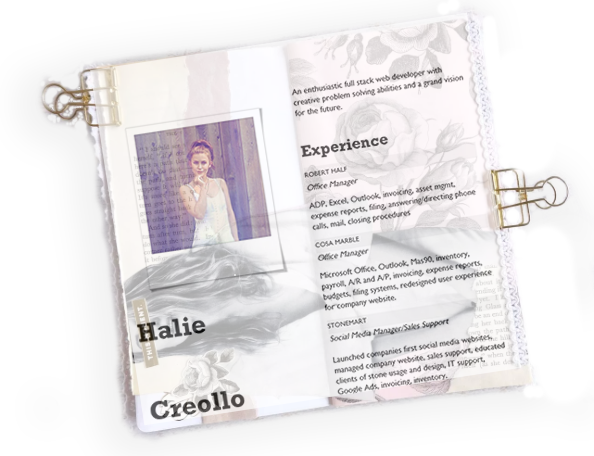 An enthusiastic full stack web developer with
creative problem solving abilities and a grand vision
for the future.
Experience
ROBERT HALF
Office Manager
ADP, Excel, Outlook, invoicing, asset mgmt,
expense reports, filing, answering/directing phone
calls, mail, closing procedures
COSA MARBLE
Office Manager
Microsoft Office, Outlook, Mas90, inventory,
payroll, A/R and A/P, invoicing, expense reports,
budgets, filing systems, redesigned user experience
for company website.
STONEMART
Social Media Manager/Sales Support
Launched companies first social media websites,
managed company website, sales support, educated
clients of stone usage and design, IT support,
Google Ads, invoicing, inventory.
Halie
Creollo